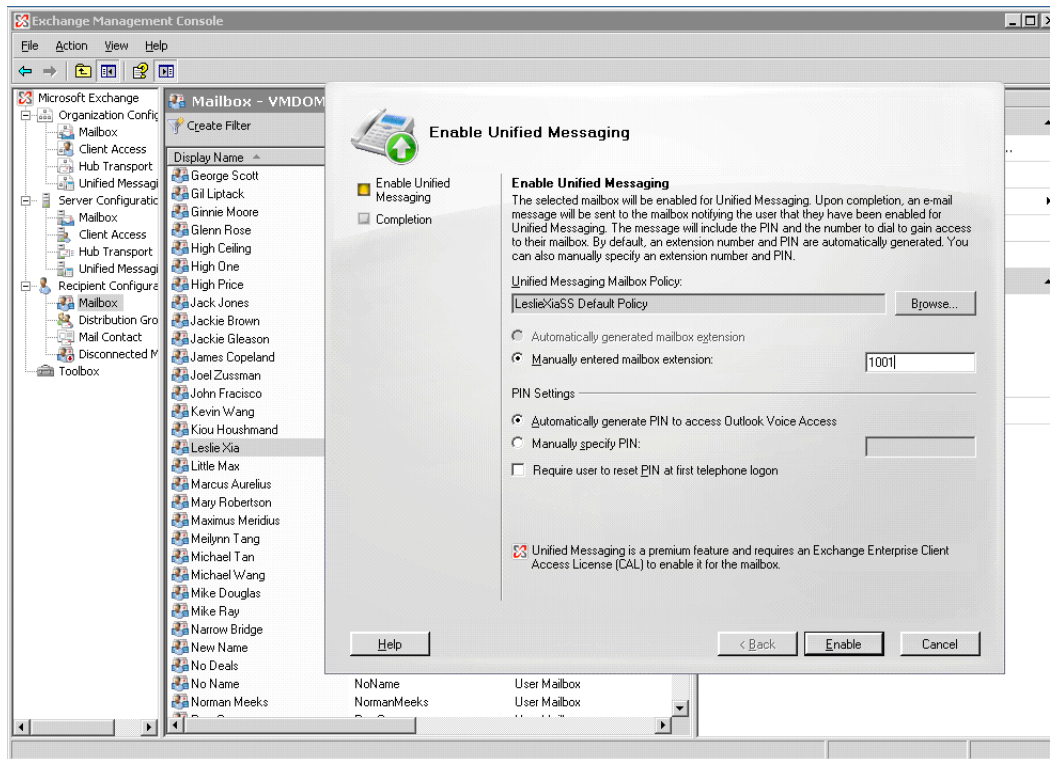 Exchange Management Console
File Action View Help
Microsoft Exchange
Organization Config
Mailbox
Client Access
Hub Transport
Unified Messagi
Server Configuratic
Mailbox
Client Access
Hub Transport
Unified Messagi
Recipient Configura
Mailbox
Distribution Gro
Mail Contact
Disconnected M
Toolbox
Mailbox - VMDOM
Create Filter
Display Name
George Scott
Gil Liptack
Ginnie Moore
Glenn Rose
High Ceiling
High One
High Price
Jack Jones
Jackie Brown
Jackie Gleason
James Copeland
Joel Zussman
John Fracisco
Kevin Wang
Kiou Houshmand
Leslie Xia
Little Max
Marcus Aurelius
Mary Robertson
Maximus Meridius
Meilynn Tang
Michael Tan
Michael Wang
Mike Douglas
Mike Ray
Narrow Bridge
New Name
No Deals
No Name NoName User Mailbox
Norman Meeks NormanMeeks User Mailbox
Enable Unified Messaging
Enable Unified
Messaging
Completion
Enable Unified Messaging
The selected mailbox will be enabled for Unified Messaging. Upon completion, an e-mail
message will be sent to the mailbox notifying the user that they have been enabled for
Unified Messaging. The message will include the PIN and the number to dial to gain access
to their mailbox. By default, an extension number and PIN are automatically generated. You
can also manually specify an extension number and PIN.
Unified Messaging Mailbox Policy:
LeslieXiaSS Default Policy Browse...
Automatically generated mailbox extension
Manually entered mailbox extension: 1001
PIN Settings
Automatically generate PIN to access Outlook Voice Access
Manually specify PIN:
Require user to reset PIN at first telephone logon
Unified Messaging is a premium feature and requires an Exchange Enterprise Client
Access License (CAL) to enable it for the mailbox.
Help < Back Enable Cancel